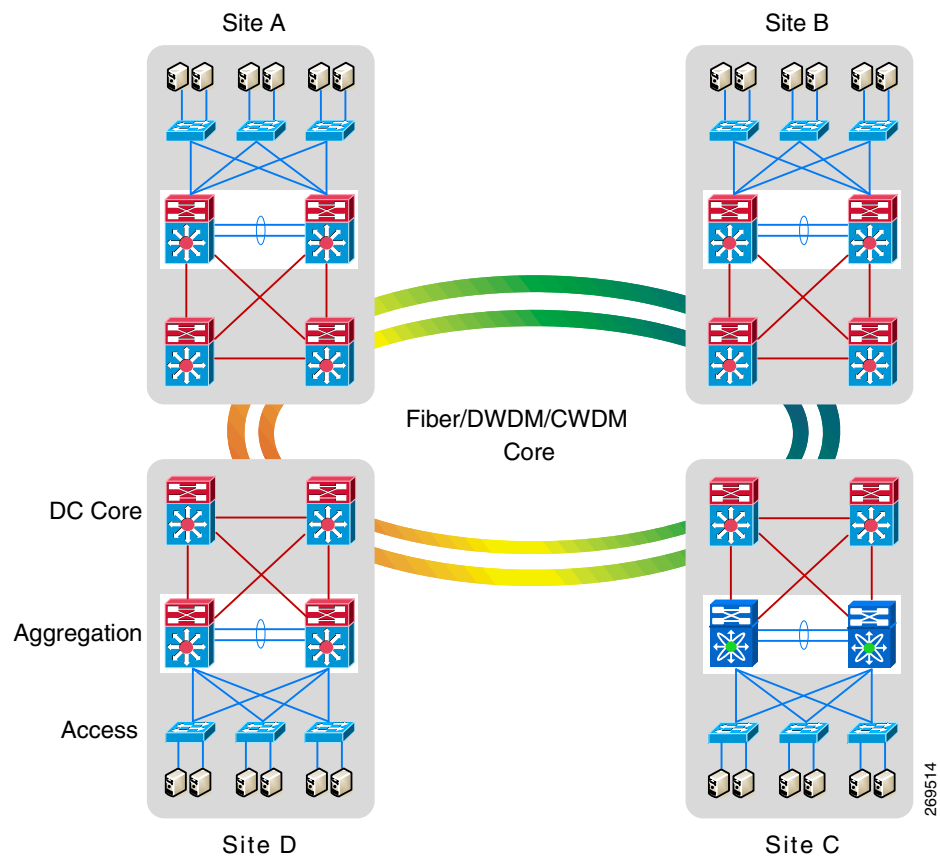 Site A
Site B
Fiber/DWDM/CWDM
Core
DC Core
Aggregation
Access
Site D
Site C
269514